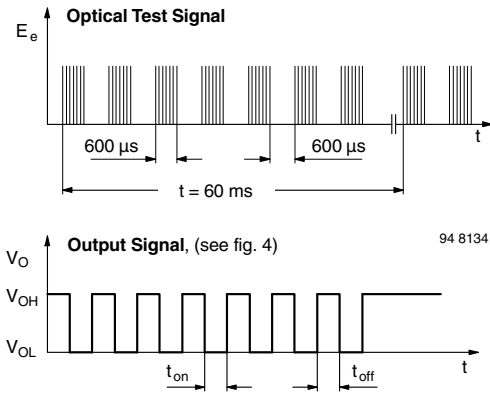 Optical Test Signal
E e
t
600 µs 600 µs
t = 60 ms
Output Signal, (see fig. 4) 94 8134
V O
V OH
V OL
t on t off t